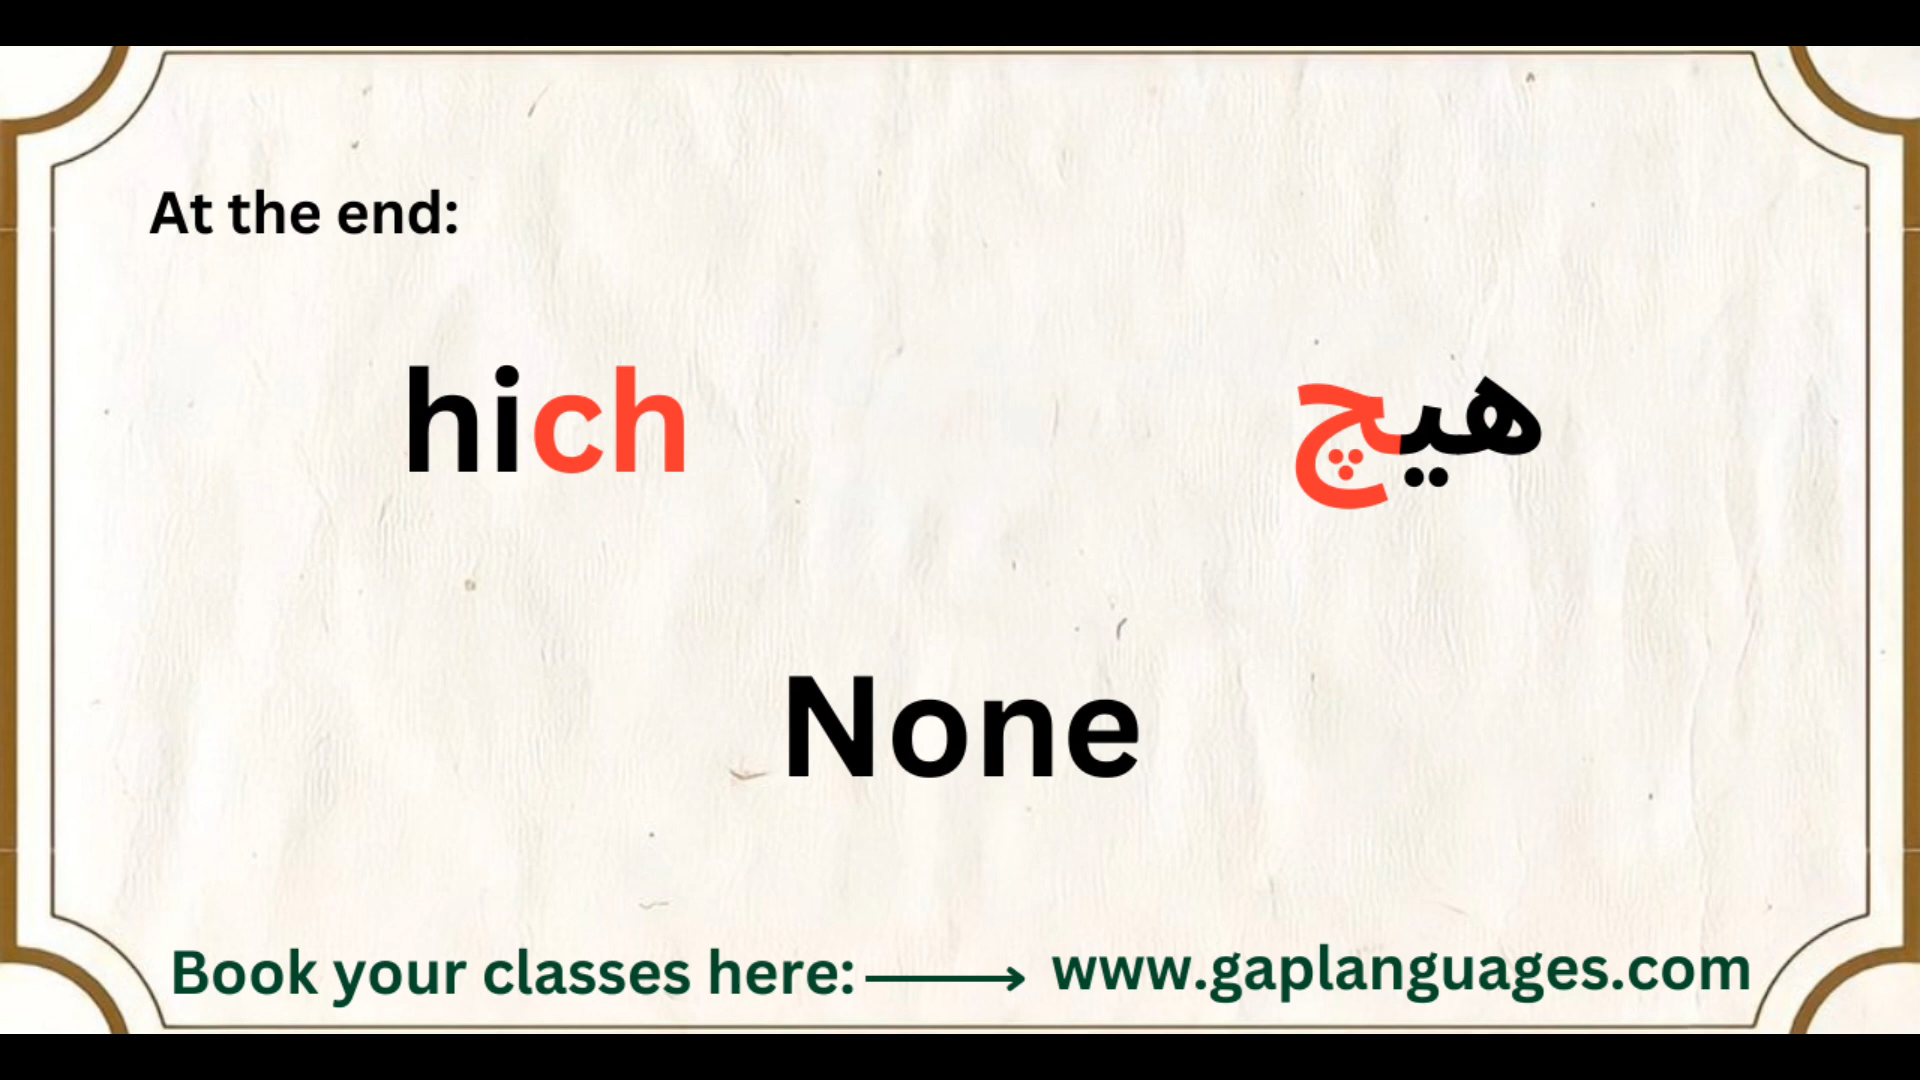 At the end:
hich هیچ
None
Book your classes here: www.gaplanguages.com